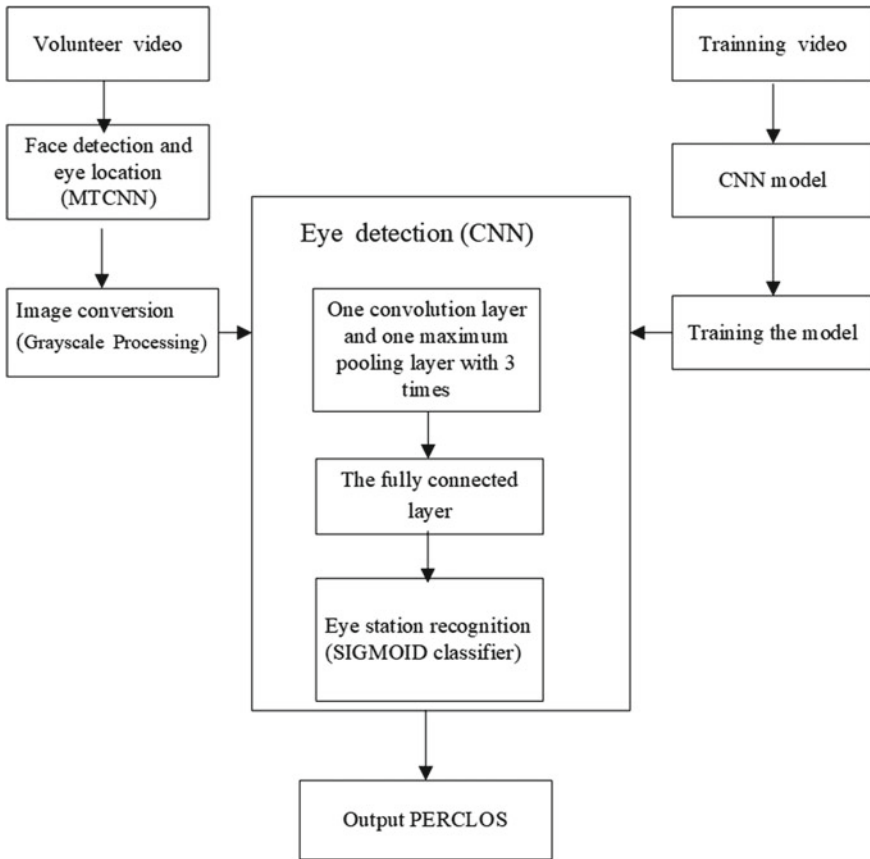 Volunteer video
Face detection and
eye location
(MTCNN)
Image conversion
(Grayscale Processing)
Trainning video
CNN model
Training the model
Eye detection (CNN)
One convolution layer
and one maximum
pooling layer with 3
times
The fully connected
layer
Eye station recognition
(SIGMOID classifier)
Output PERCLOS